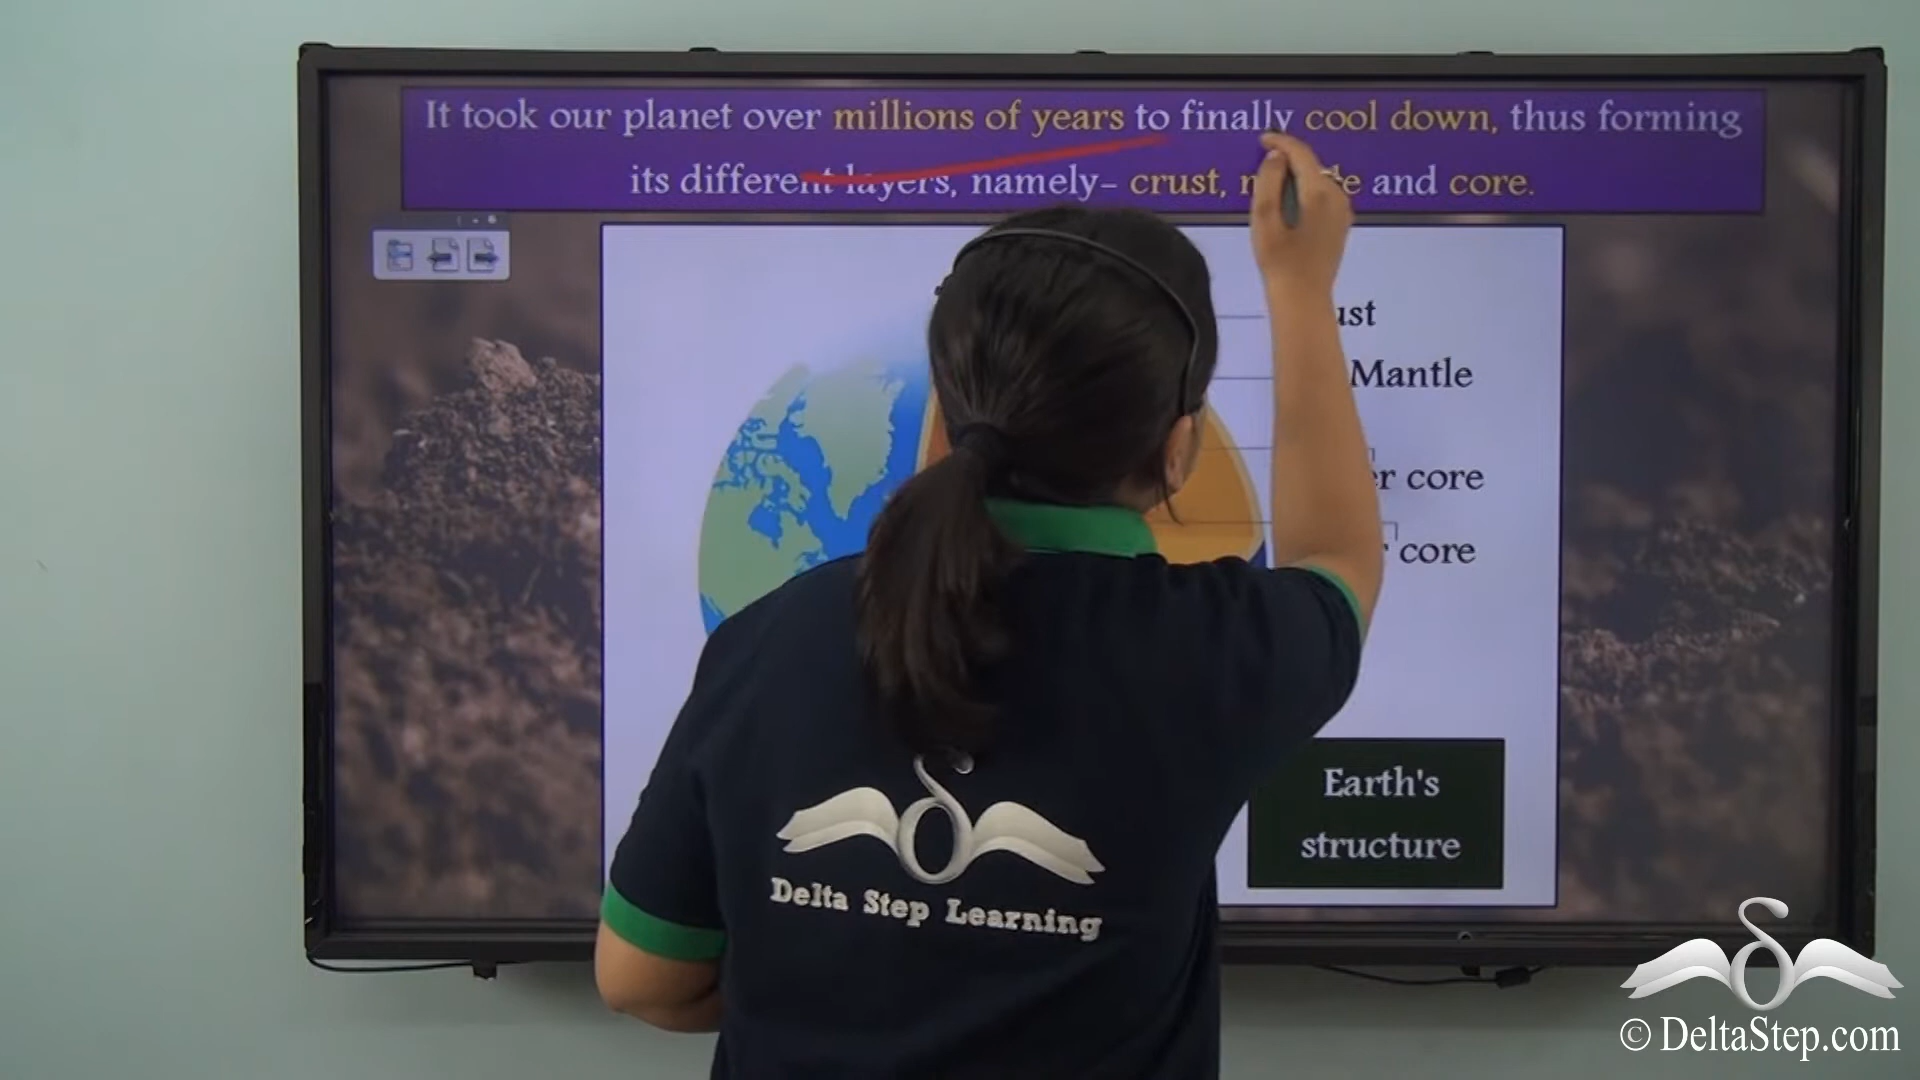 It took our planet over millions of years to finally cool down, thus forming
its different layers, namely- crust, and core.
Mantle
core
core
Earth's
structure
Delta Step Learning
© DeltaStep.com